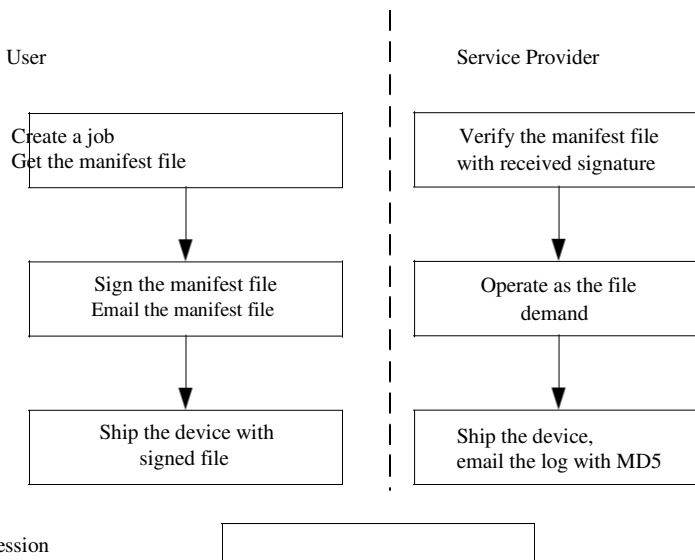 User
Create a job
Get the manifest file
Sign the manifest file
Email the manifest file
Ship the device with
signed file
Service Provider
Verify the manifest file
with received signature
Operate as the file
demand
Ship the device,
email the log with MD5
ession